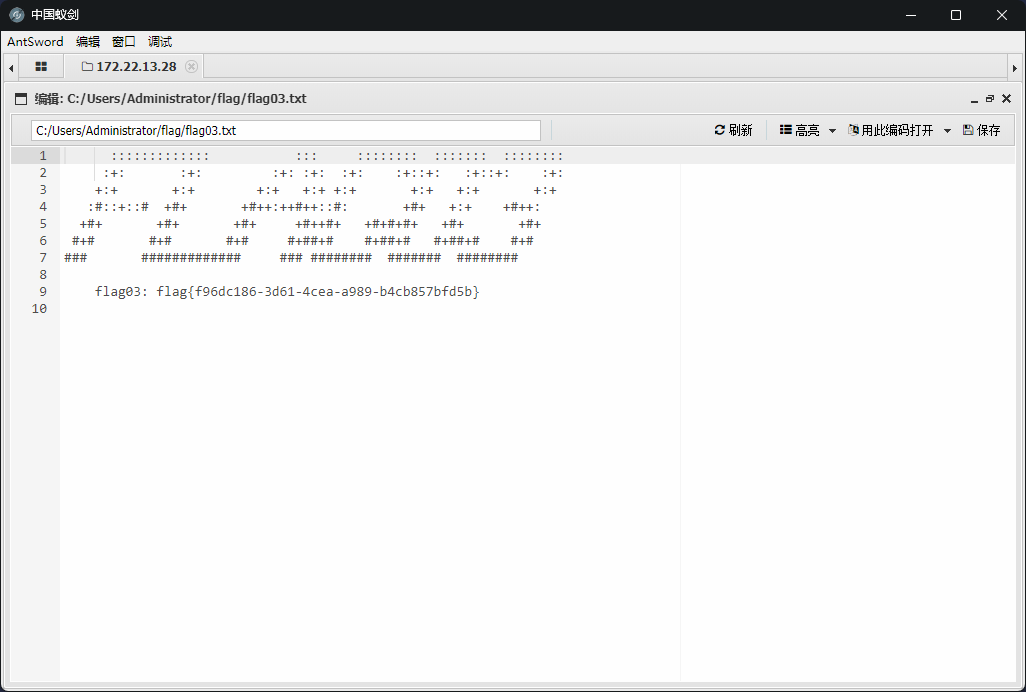 中国蚁剑
AntSword 编辑 窗口 调试
172.22.13.28
编辑: C:/Users/Administrator/flag/flag03.txt
C:/Users/Administrator/flag/flag03.txt 刷新 高亮 用此编码打开 保存
1       :::::::::::::           :::     ::::::::  :::::::  ::::::::
2      :+:       :+:         :+: :+:  :+:    :+::+:   :+::+:    :+:
3     +:+       +:+        +:+   +:+ +:+       +:+   +:+       +:+
4    :#::+::#  +#+       +#++:++#++::#:       +#+   +:+    +#++:
5   +#+       +#+       +#+     +#++#+   +#+#+#+   +#+       +#+
6  #+#       #+#       #+#     #+##+#    #+##+#   #+##+#    #+#
7 ###       #############     ### ########  #######  ########
8
9     flag03: flag{f96dc186-3d61-4cea-a989-b4cb857bfd5b}
10